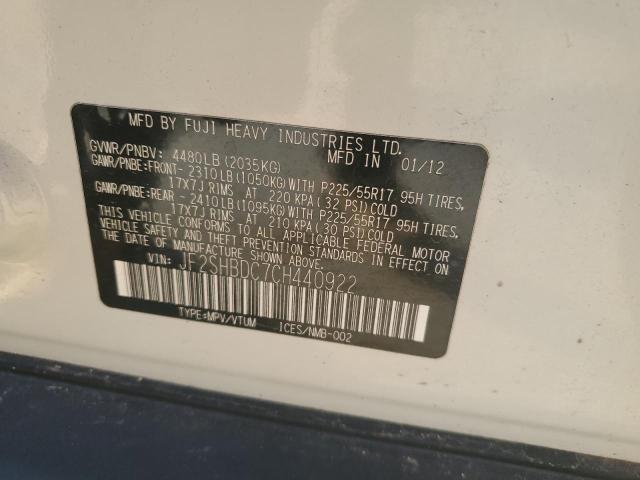 MFD BY FUJI HEAVY INDUSTRIES LTD.
GVWR/PNBV: 4480LB(2035KG) MFD IN 01/12
GAWR/PNBE:FRONT- 2310LB(1050KG)WITH P225/55R17 95H TIRES,
17X7J RIMS AT 220 KPA(32 PSI)COLD
GAWR/PNBE:REAR - 2410LB(1095KG)WITH P225/55R17 95H TIRES,
17X7J RIMS AT 210 KPA(30 PSI)COLD
THIS VEHICLE CONFORMS TO ALL APPLICABLE FEDERAL MOTOR
VEHICLE SAFETY STANDARDS IN EFFECT ON THE DATE OF
MANUFACTURE SHOWN ABOVE.
VIN: JF2SHBDC7CH440922
TYPE:MPV/VTUM ICES/NMB-002